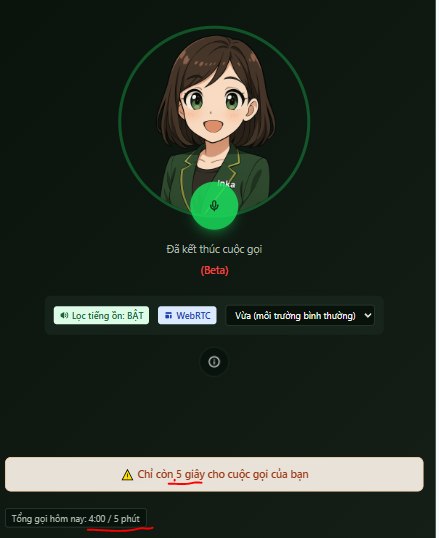 Inka
Đã kết thúc cuộc gọi
(Beta)
Lọc tiếng ồn: BẬT
WebRTC
Vừa (môi trường bình thường)
Chỉ còn 5 giây cho cuộc gọi của bạn
Tổng gọi hôm nay: 4:00 / 5 phút